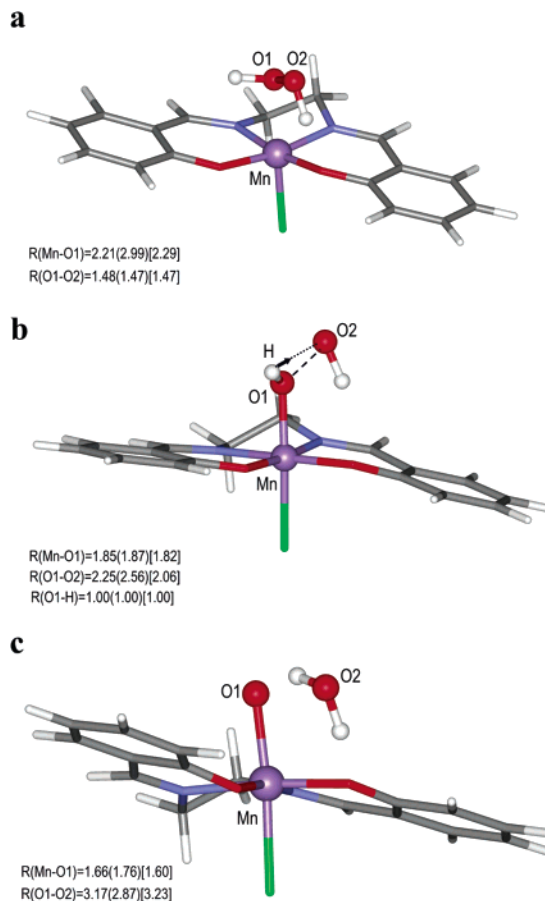 a
O1 O2
Mn
R(Mn-O1)=2.21(2.99)[2.29]
R(O1-O2)=1.48(1.47)[1.47]
b
O2
H
O1
Mn
R(Mn-O1)=1.85(1.87)[1.82]
R(O1-O2)=2.25(2.56)[2.06]
R(O1-H)=1.00(1.00)[1.00]
c
O1 O2
Mn
R(Mn-O1)=1.66(1.76)[1.60]
R(O1-O2)=3.17(2.87)[3.23]